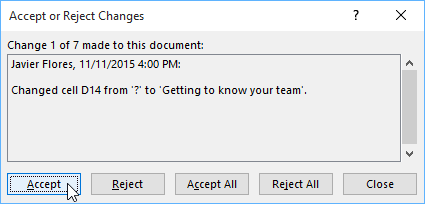 Accept or Reject Changes
?
Change 1 of 7 made to this document:
Javier Flores, 11/11/2015 4:00 PM:
Changed cell D14 from '?' to 'Getting to know your team'.
Accept Reject Accept All Reject All Close